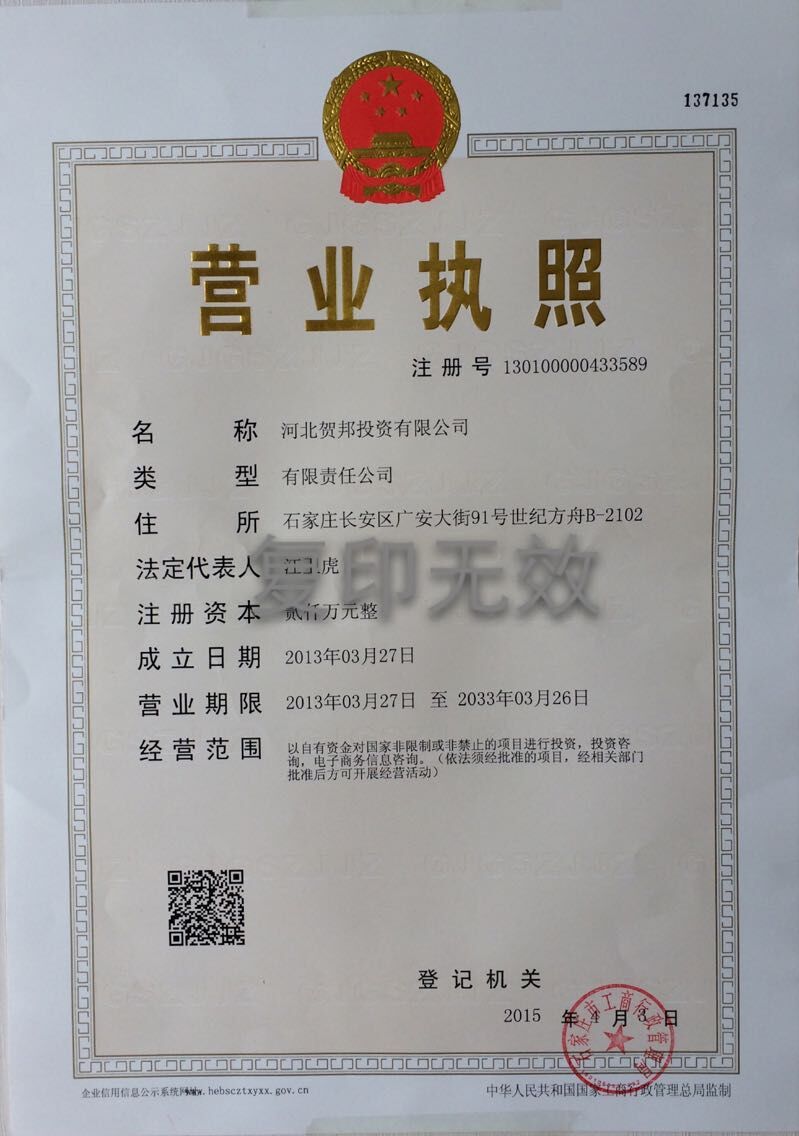 137135
营业执照
注册号 130100000433589
名称 河北贺邦投资有限公司
类型 有限责任公司
住所 石家庄长安区广安大街91号世纪方舟B-2102
法定代表人 江 虎
复印无效
注册资本 贰仟万元整
成立日期 2013年03月27日
营业期限 2013年03月27日 至 2033年03月26日
经营范围 以自有资金对国家非限制或非禁止的项目进行投资，投资咨
询，电子商务信息咨询。（依法须经批准的项目，经相关部门
批准后方可开展经营活动）
登记机关
2015 年 4 月 3 日
石家庄市工商行政管理局
企业信用信息公示系统网址www.hebscztxyxx.gov.cn
中华人民共和国国家工商行政管理总局监制